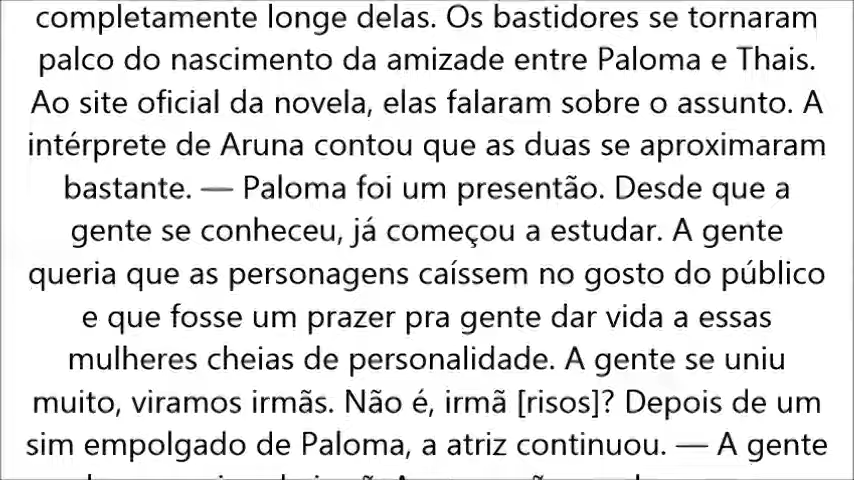 completamente longe delas. Os bastidores se tornaram
palco do nascimento da amizade entre Paloma e Thais.
Ao site oficial da novela, elas falaram sobre o assunto. A
intérprete de Aruna contou que as duas se aproximaram
bastante. — Paloma foi um presentão. Desde que a
gente se conheceu, já começou a estudar. A gente
queria que as personagens caíssem no gosto do público
e que fosse um prazer pra gente dar vida a essas
mulheres cheias de personalidade. A gente se uniu
muito, viramos irmãs. Não é, irmã [risos]? Depois de um
sim empolgado de Paloma, a atriz continuou. — A gente